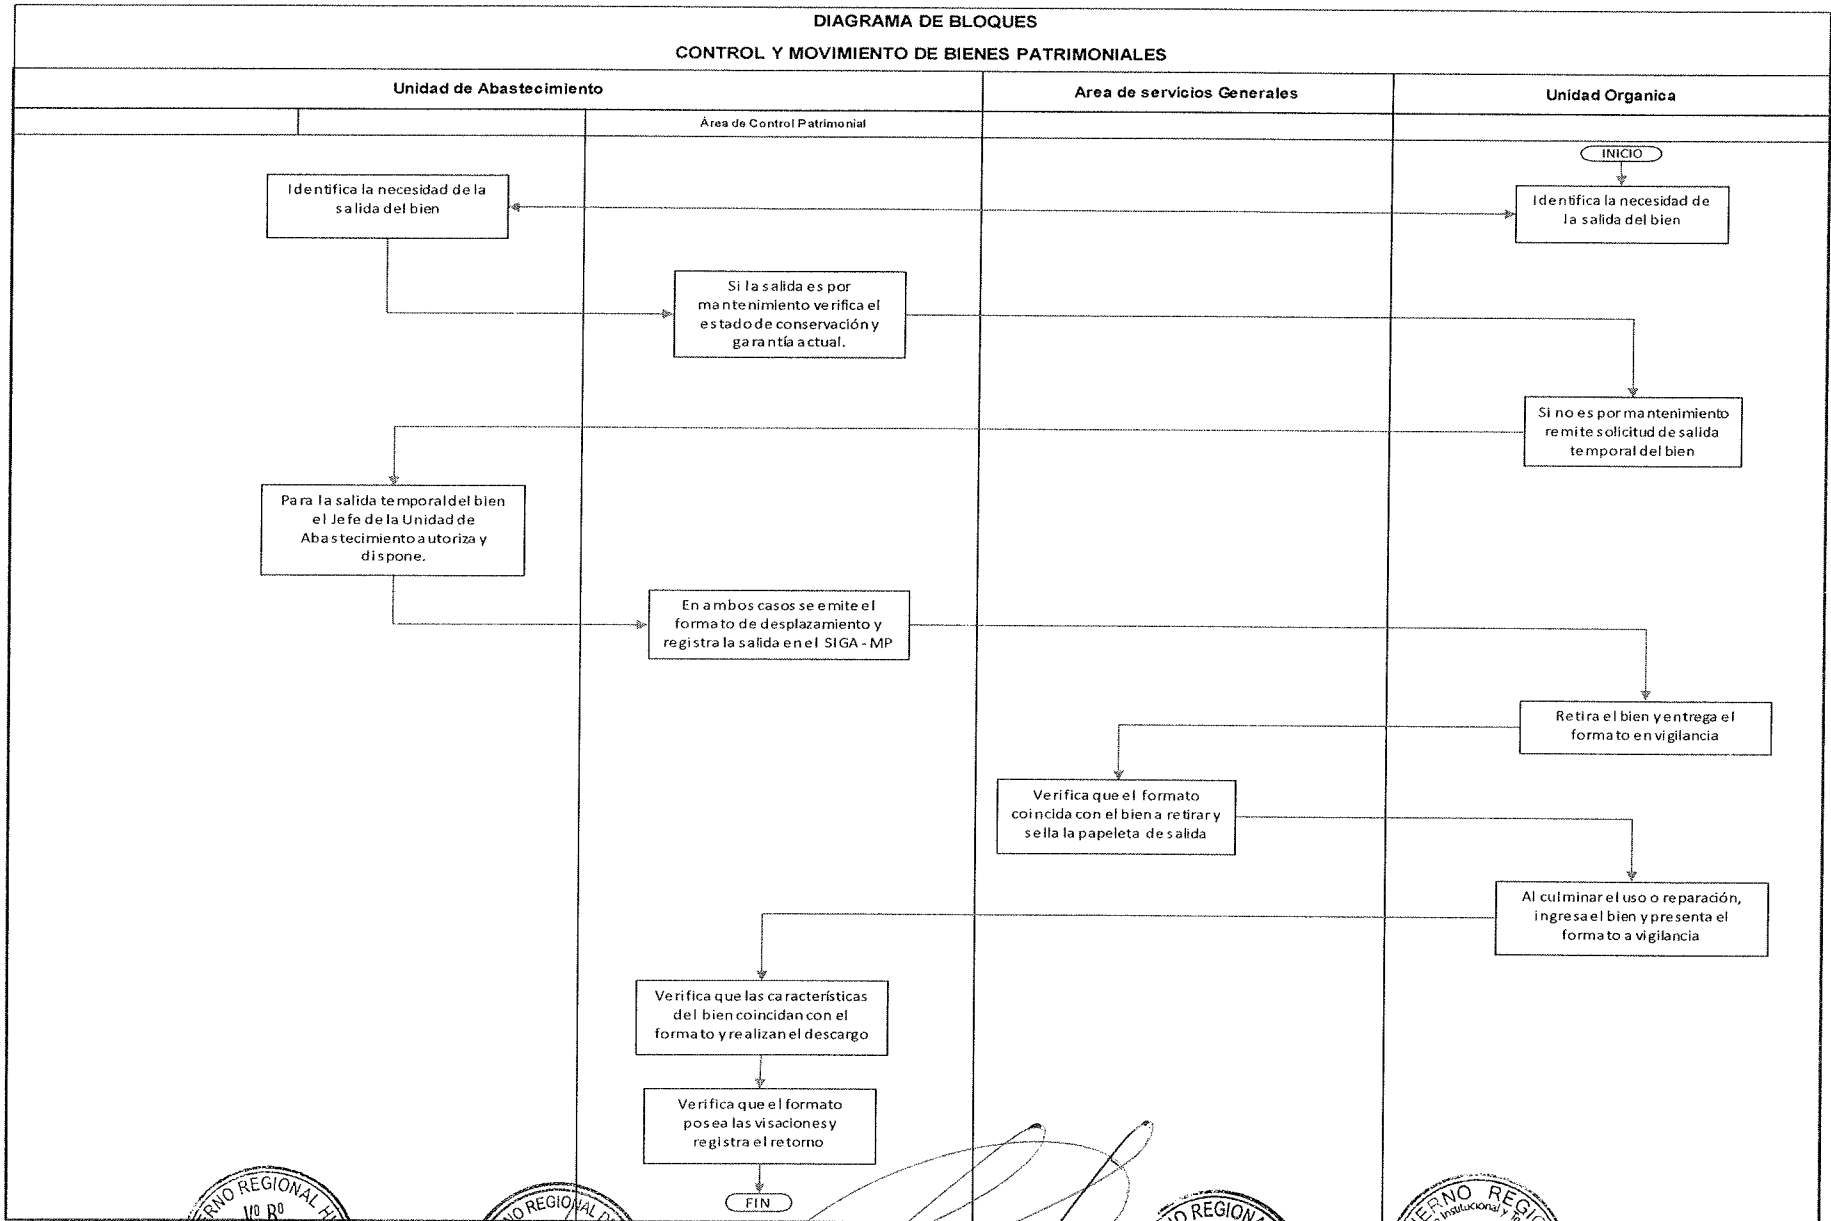 DIAGRAMA DE BLOQUES
CONTROL Y MOVIMIENTO DE BIENES PATRIMONIALES
Unidad de Abastecimiento
Area de servicios Generales
Unidad Organica
Área de Control Patrimonial
INICIO
Identifica la necesidad de la
salida del bien
Identifica la necesidad de
la salida del bien
Si la salida es por
mantenimiento verifica el
estado de conservación y
garantía actual.
Si no es por mantenimiento
remite solicitud de salida
temporal del bien
Para la salida temporal del bien
el Jefe de la Unidad de
Abastecimiento autoriza y
dispone.
En ambos casos se emite el
formato de desplazamiento y
registra la salida en el SIGA - MP
Retira el bien y entrega el
formato en vigilancia
Verifica que el formato
coincida con el bien a retirar y
sella la papeleta de salida
Al culminar el uso o reparación,
ingresa el bien y presenta el
formato a vigilancia
Verifica que las características
del bien coincidan con el
formato y realizan el descargo
Verifica que el formato
posea las visaciones y
registra el retorno
FIN
REGIONAL
Vº Bº
REGIONAL
REGIONA
Institucional y